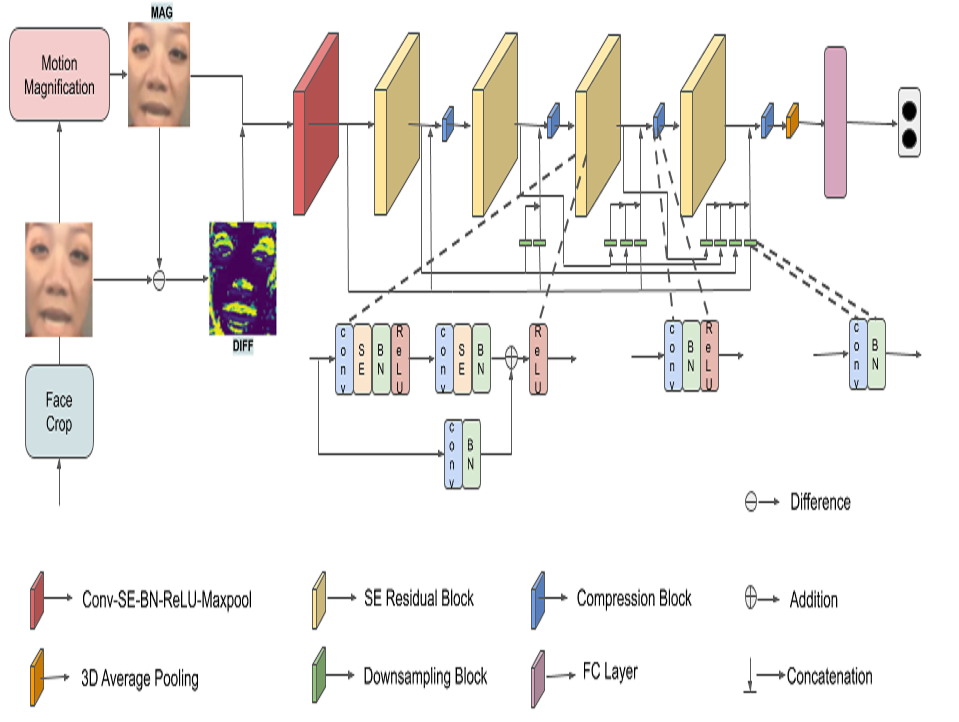 MAG
Motion
Magnification
DIFF
Face
Crop
conv
SE
BN
ReLU
conv
SE
BN
ReLU
conv
BN
ReLU
conv
BN
conv
BN
Difference
Conv-SE-BN-ReLU-Maxpool
SE Residual Block
Compression Block
Addition
3D Average Pooling
Downsampling Block
FC Layer
Concatenation